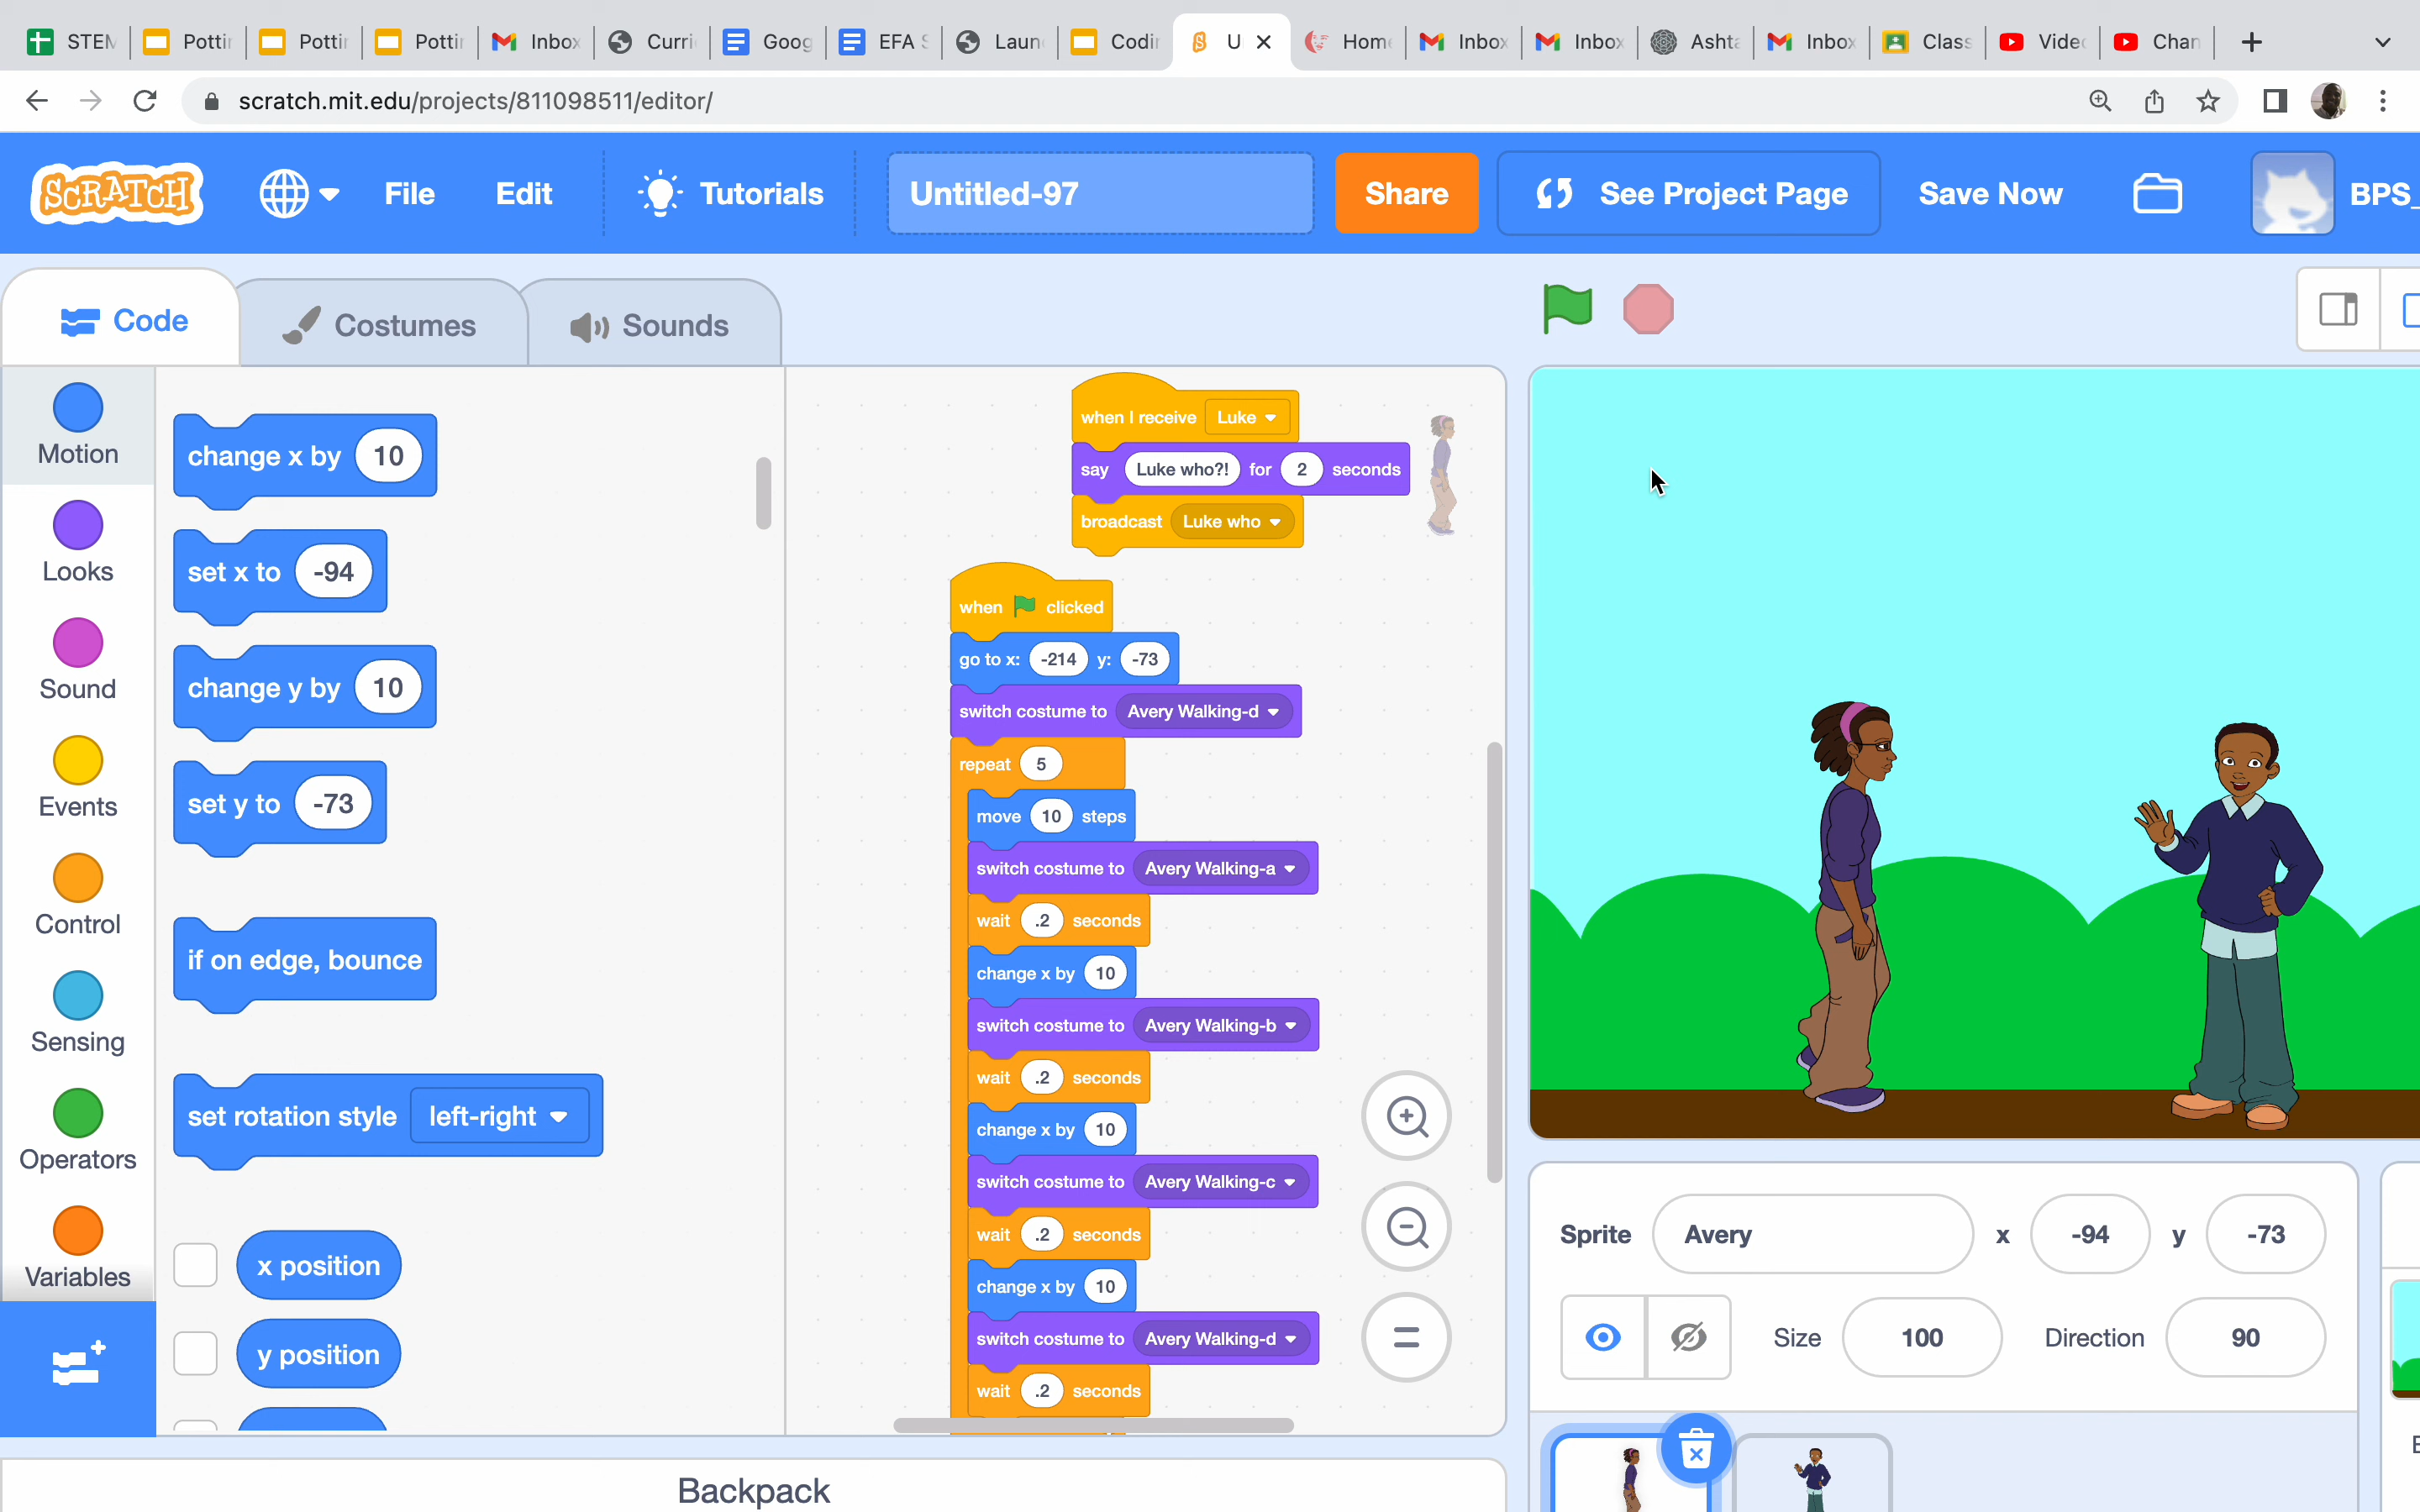 STEM Pottir Pottir Pottir Inbox Curri Goog EFA S Laun Codin U Home Inbox Inbox Ashta Inbox Class Video Chan
scratch.mit.edu/projects/811098511/editor/
SCRATCH File Edit Tutorials Untitled-97 Share See Project Page Save Now BPS_
Code Costumes Sounds
Motion
Looks
Sound
Events
Control
Sensing
Operators
Variables
change x by 10
set x to -94
change y by 10
set y to -73
if on edge, bounce
set rotation style left-right
x position
y position
when I receive Luke
say Luke who?! for 2 seconds
broadcast Luke who
when clicked
go to x: -214 y: -73
switch costume to Avery Walking-d
repeat 5
move 10 steps
switch costume to Avery Walking-a
wait .2 seconds
change x by 10
switch costume to Avery Walking-b
wait .2 seconds
change x by 10
switch costume to Avery Walking-c
wait .2 seconds
change x by 10
switch costume to Avery Walking-d
wait .2 seconds
Sprite Avery x -94 y -73
Size 100 Direction 90
Backpack